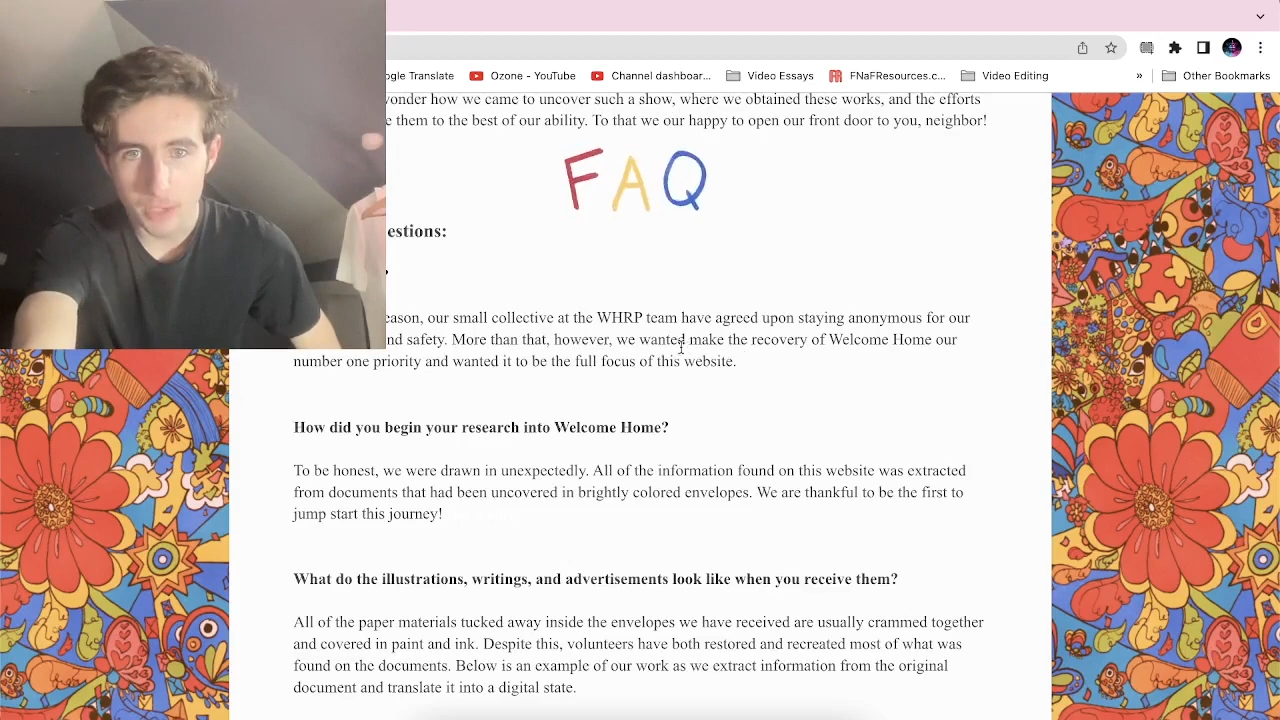 ogle Translate Ozone - YouTube Channel dashboar... Video Essays FNaFResources.c... Video Editing » Other Bookmarks
onder how we came to uncover such a show, where we obtained these works, and the efforts
e them to the best of our ability. To that we our happy to open our front door to you, neighbor!
FAQ
estions:
eason, our small collective at the WHRP team have agreed upon staying anonymous for our
nd safety. More than that, however, we wanted make the recovery of Welcome Home our
number one priority and wanted it to be the full focus of this website.
How did you begin your research into Welcome Home?
To be honest, we were drawn in unexpectedly. All of the information found on this website was extracted
from documents that had been uncovered in brightly colored envelopes. We are thankful to be the first to
jump start this journey!
What do the illustrations, writings, and advertisements look like when you receive them?
All of the paper materials tucked away inside the envelopes we have received are usually crammed together
and covered in paint and ink. Despite this, volunteers have both restored and recreated most of what was
found on the documents. Below is an example of our work as we extract information from the original
document and translate it into a digital state.